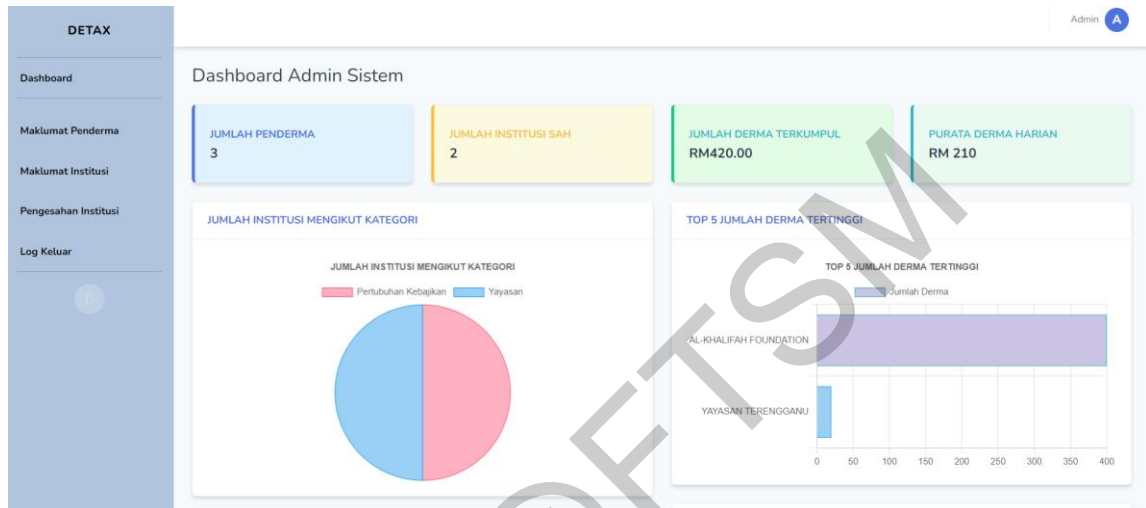 DETAX
Dashboard
Maklumat Penderma
Maklumat Institusi
Pengesahan Institusi
Log Keluar
Admin A
Dashboard Admin Sistem
JUMLAH PENDERMA
3
JUMLAH INSTITUSI SAH
2
JUMLAH DERMA TERKUMPUL
RM420.00
PURATA DERMA HARIAN
RM 210
JUMLAH INSTITUSI MENGIKUT KATEGORI
JUMLAH INSTITUSI MENGIKUT KATEGORI
Pertubuhan Kebajikan Yayasan
TOP 5 JUMLAH DERMA TERTINGGI
TOP 5 JUMLAH DERMA TERTINGGI
Jumlah Derma
AL-KHALIFAH FOUNDATION
YAYASAN TERENGGANU
0 50 100 150 200 250 300 350 400
FTSM